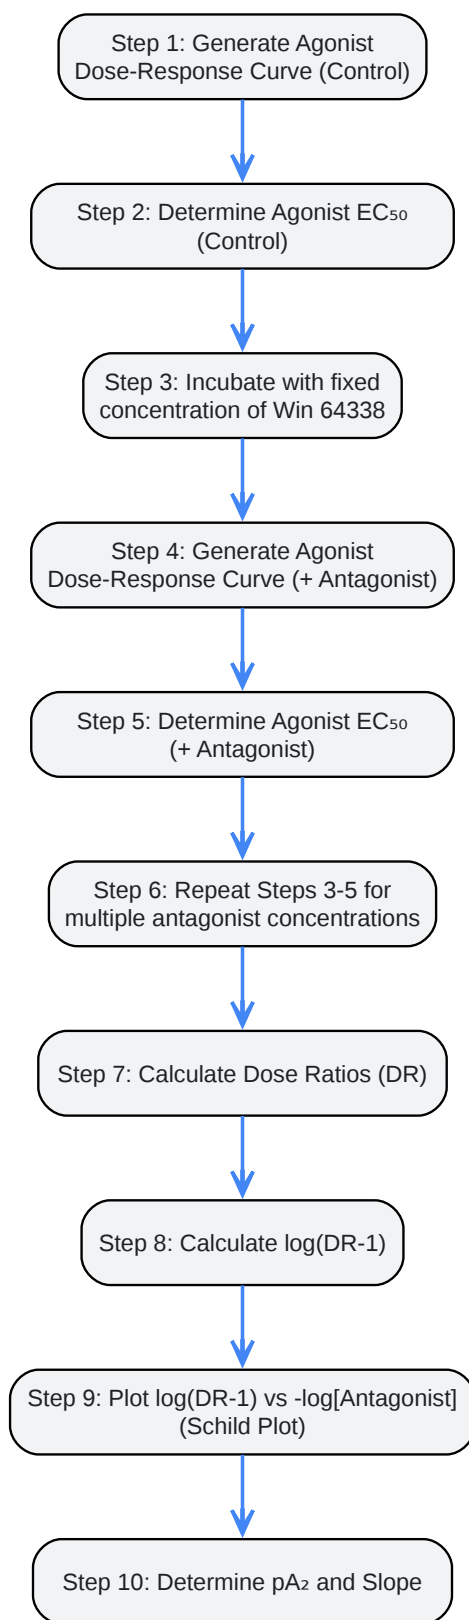 Step 1: Generate Agonist
Dose-Response Curve (Control)
Step 2: Determine Agonist EC₅₀
(Control)
Step 3: Incubate with fixed
concentration of Win 64338
Step 4: Generate Agonist
Dose-Response Curve (+ Antagonist)
Step 5: Determine Agonist EC₅₀
(+ Antagonist)
Step 6: Repeat Steps 3-5 for
multiple antagonist concentrations
Step 7: Calculate Dose Ratios (DR)
Step 8: Calculate log(DR-1)
Step 9: Plot log(DR-1) vs -log[Antagonist]
(Schild Plot)
Step 10: Determine pA₂ and Slope